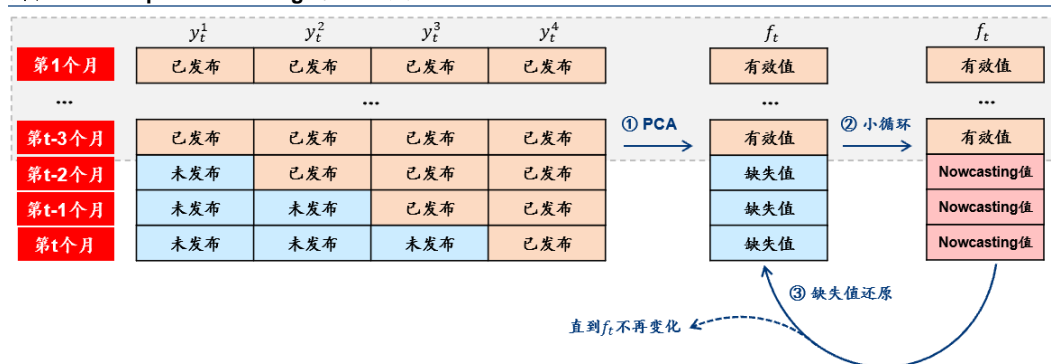 y_t^1 y_t^2 y_t^3 y_t^4 f_t f_t
第1个月 已发布 已发布 已发布 已发布 有效值 有效值
... ... ... ...
第t-3个月 已发布 已发布 已发布 已发布 ① PCA 有效值 ② 小循环 有效值
第t-2个月 未发布 已发布 已发布 已发布 缺失值 Nowcasting值
第t-1个月 未发布 未发布 已发布 已发布 缺失值 Nowcasting值
第t个月 未发布 未发布 未发布 已发布 缺失值 Nowcasting值
③ 缺失值还原
直到f_t不再变化